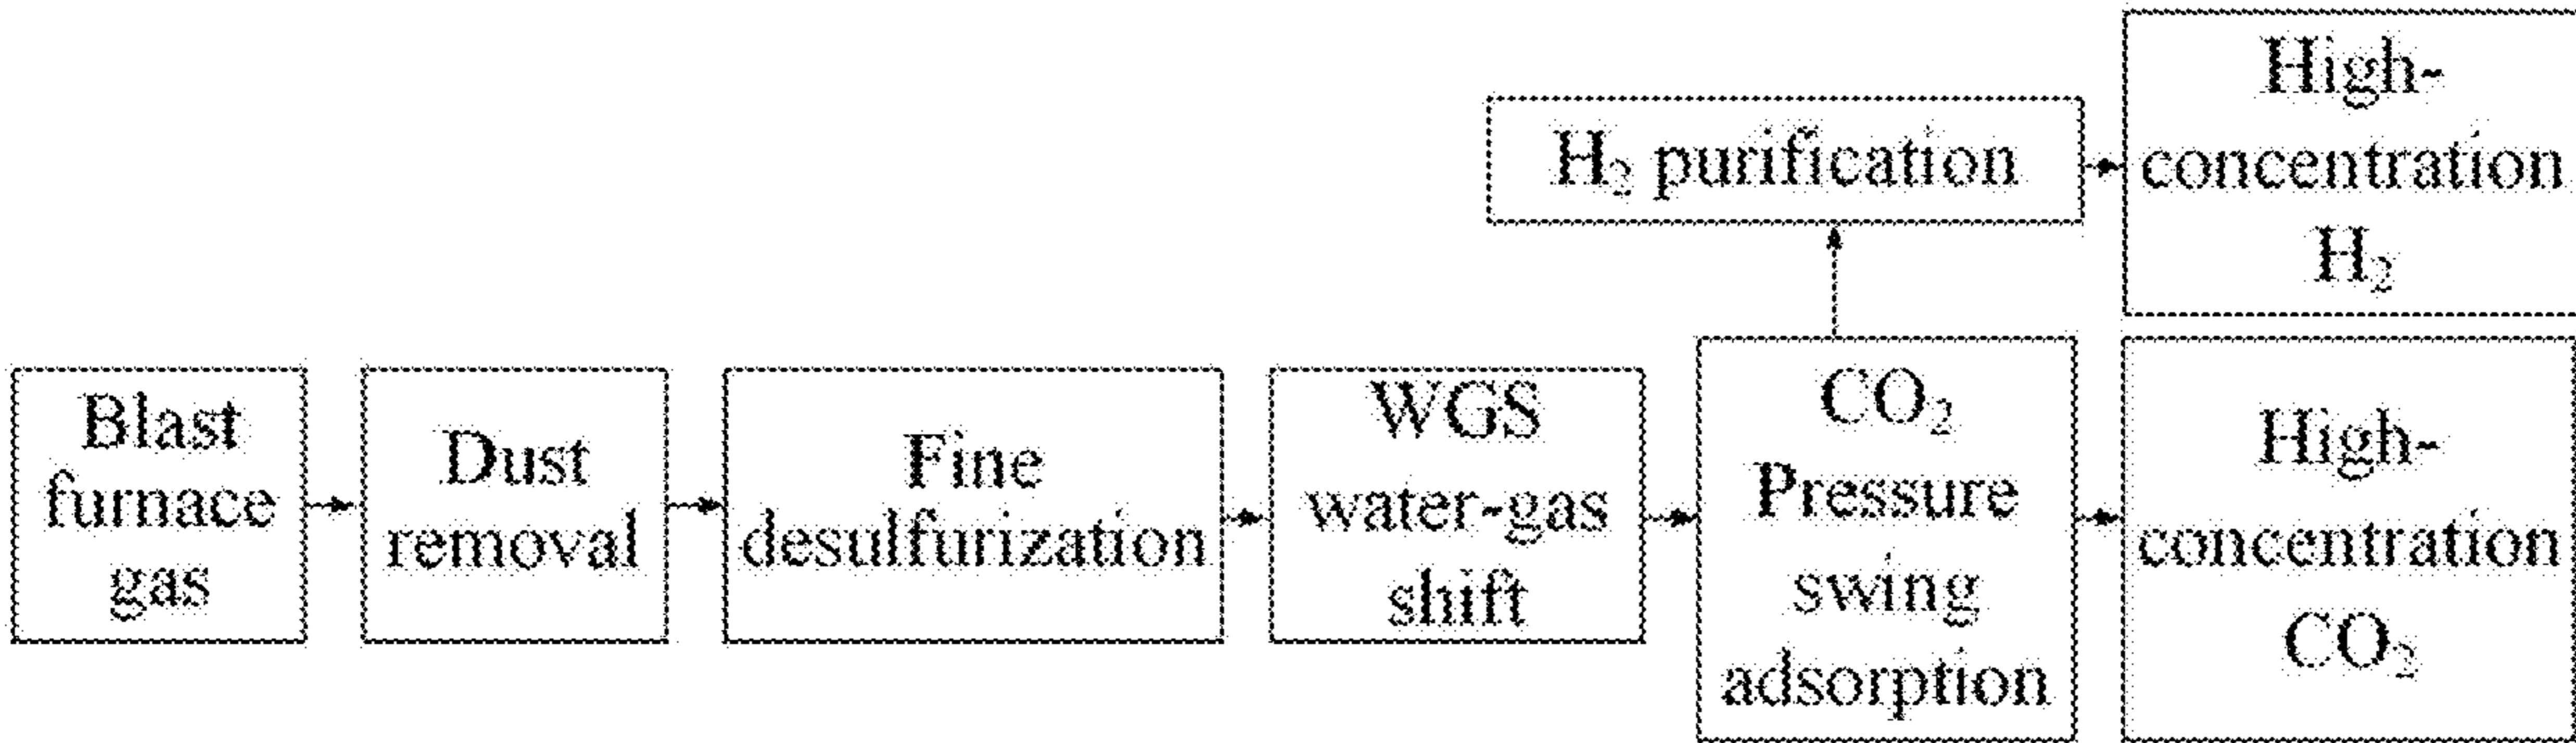 Blast
furnace
gas
Dust
removal
Fine
desulfurization
WGS
water-gas
shift
CO₂
Pressure
swing
adsorption
H₂ purification
High-
concentration
H₂
High-
concentration
CO₂